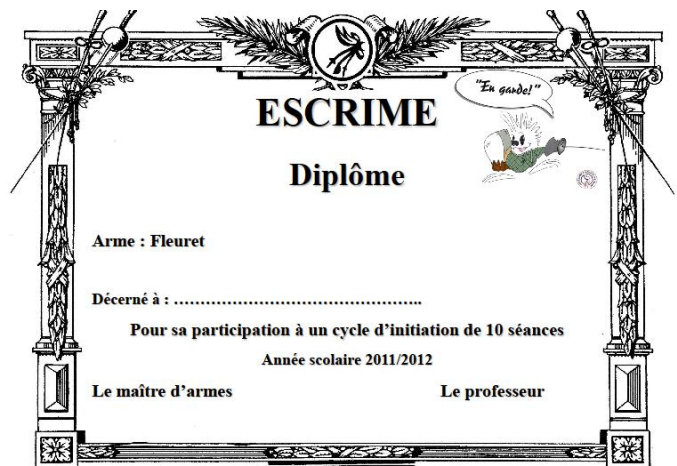 "En garde!"
ESCRIME
Diplôme
Arme : Fleuret
Décerné à : …………………………………………..
Pour sa participation à un cycle d’initiation de 10 séances
Année scolaire 2011/2012
Le maître d’armes Le professeur